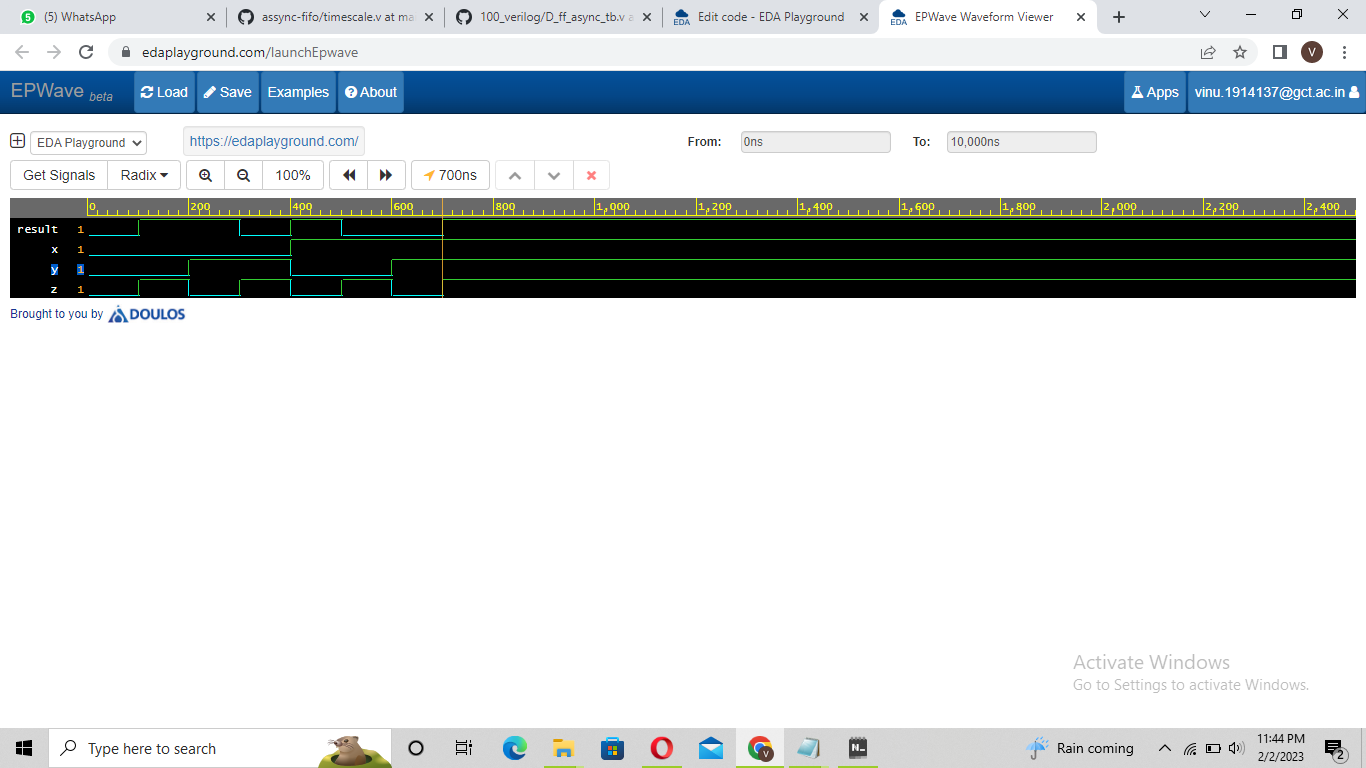 (5) WhatsApp
assync-fifo/timescale.v at ma
100_verilog/D_ff_async_tb.v a
EDA
Edit code - EDA Playground
EDA
EPWave Waveform Viewer
edaplayground.com/launchEpwave
V
EPWave beta
Load
Save
Examples
About
Apps
vinu.1914137@gct.ac.in
EDA Playground
https://edaplayground.com/
From:
0ns
To:
10,000ns
Get Signals
Radix
100%
700ns
0 200 400 600 800 1,000 1,200 1,400 1,600 1,800 2,000 2,200 2,400
result 1
x 1
y 1
z 1
Brought to you by DOULOS
Activate Windows
Go to Settings to activate Windows.
Type here to search
V
N
Rain coming
11:44 PM
2/2/2023
2